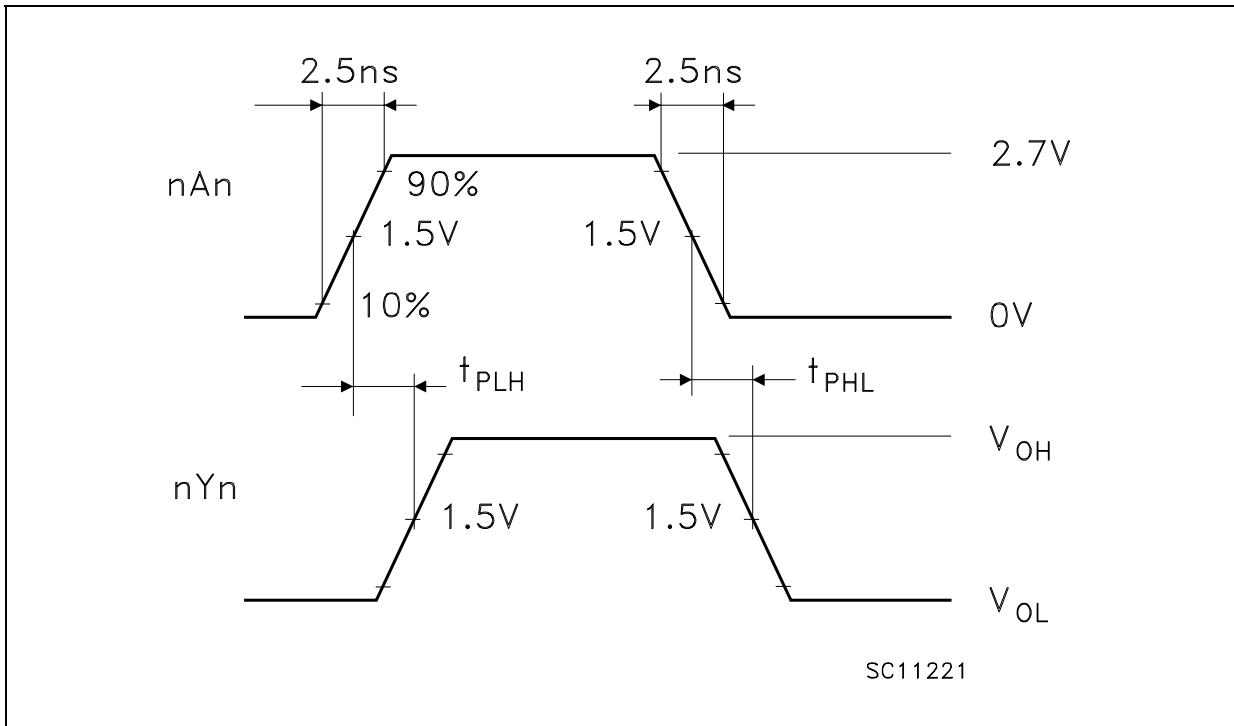 2.5ns 2.5ns
2.7V
nAn 90%
1.5V 1.5V
10%
0V
tPLH tPHL
VOH
nYn
1.5V 1.5V
VOL
SC11221